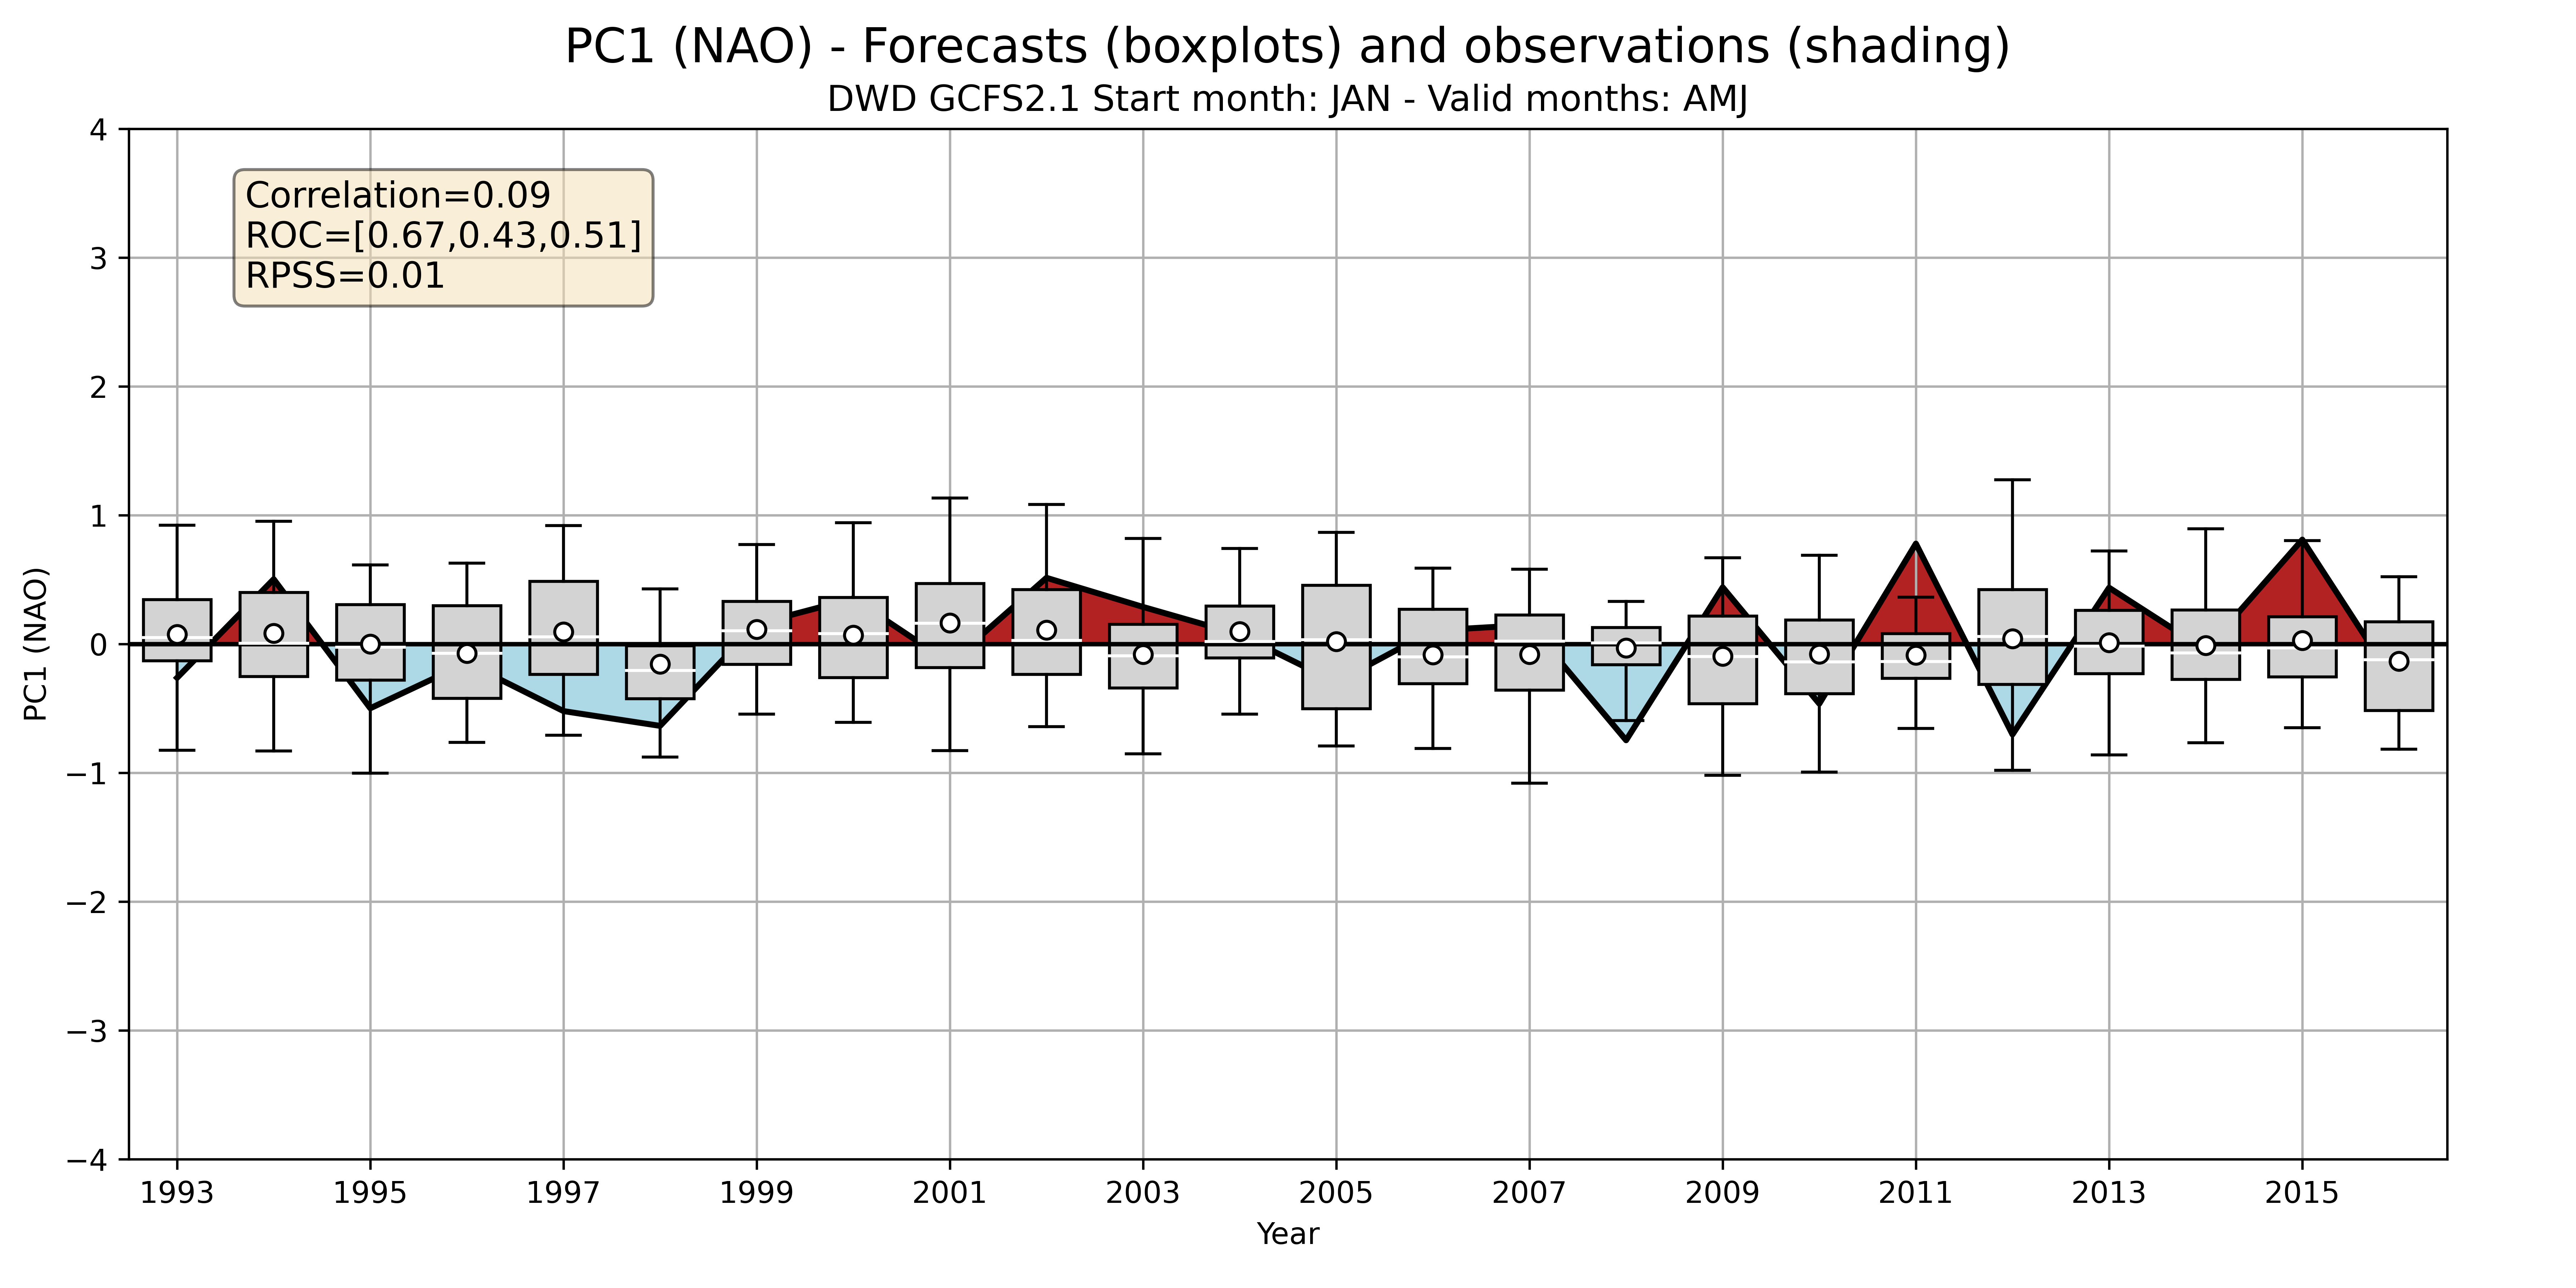 PC1 (NAO) - Forecasts (boxplots) and observations (shading)
DWD GCFS2.1 Start month: JAN - Valid months: AMJ
Correlation=0.09
ROC=[0.67,0.43,0.51]
RPSS=0.01
PC1 (NAO)
4
3
2
1
0
−1
−2
−3
−4
1993 1995 1997 1999 2001 2003 2005 2007 2009 2011 2013 2015
Year